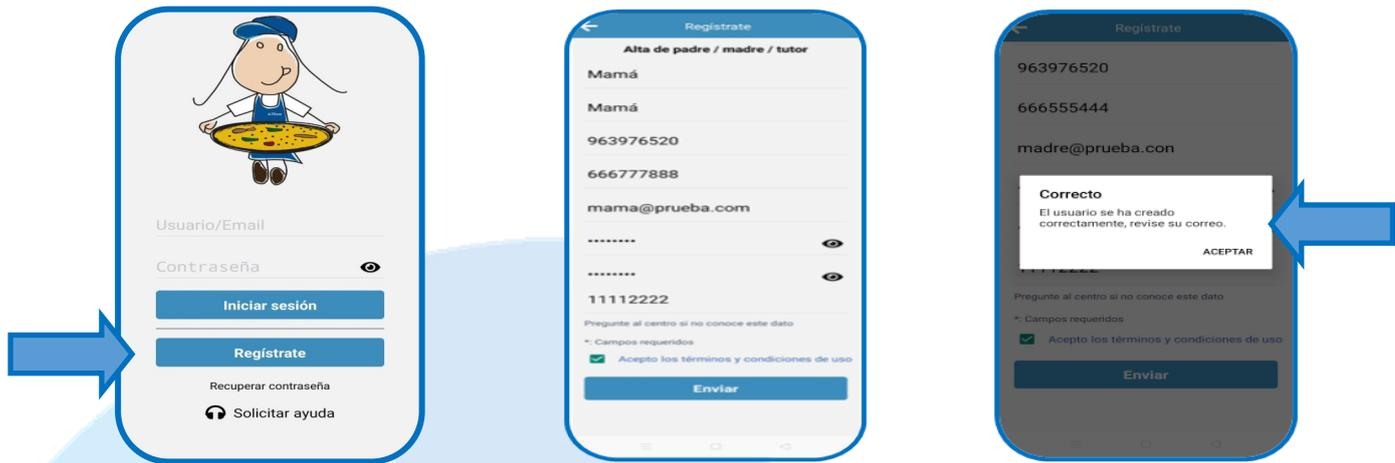 Usuario/Email
Contraseña
Iniciar sesión
Regístrate
Recuperar contraseña
Solicitar ayuda
Regístrate
Alta de padre / madre / tutor
Mamá
Mamá
963976520
666777888
mama@prueba.com
••••••••
••••••••
11112222
Pregunte al centro si no conoce este dato
*: Campos requeridos
Acepto los términos y condiciones de uso
Enviar
Regístrate
963976520
666555444
madre@prueba.con
Correcto
El usuario se ha creado
correctamente, revise su correo.
ACEPTAR
11112222
Pregunte al centro si no conoce este dato
*: Campos requeridos
Acepto los términos y condiciones de uso
Enviar